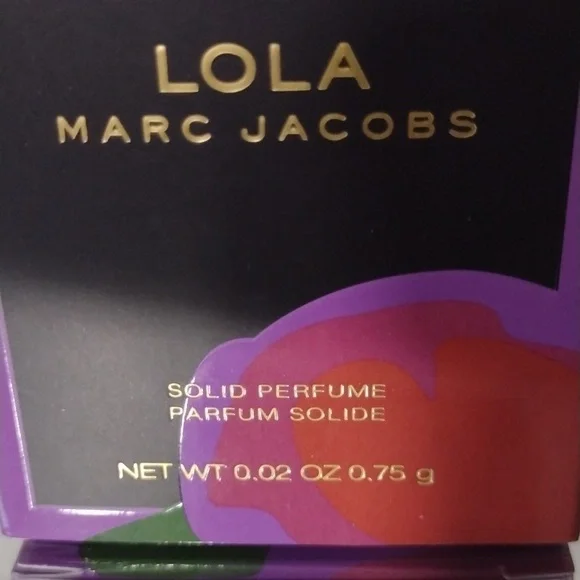 LOLA
MARC JACOBS
SOLID PERFUME
PARFUM SOLIDE
NET WT 0.02 OZ 0.75 g